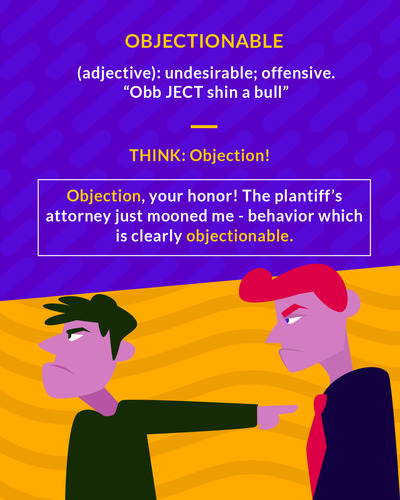 OBJECTIONABLE
(adjective): undesirable; offensive.
“Obb JECT shin a bull”
THINK: Objection!
Objection, your honor! The plantiff’s
attorney just mooned me - behavior which
is clearly objectionable.